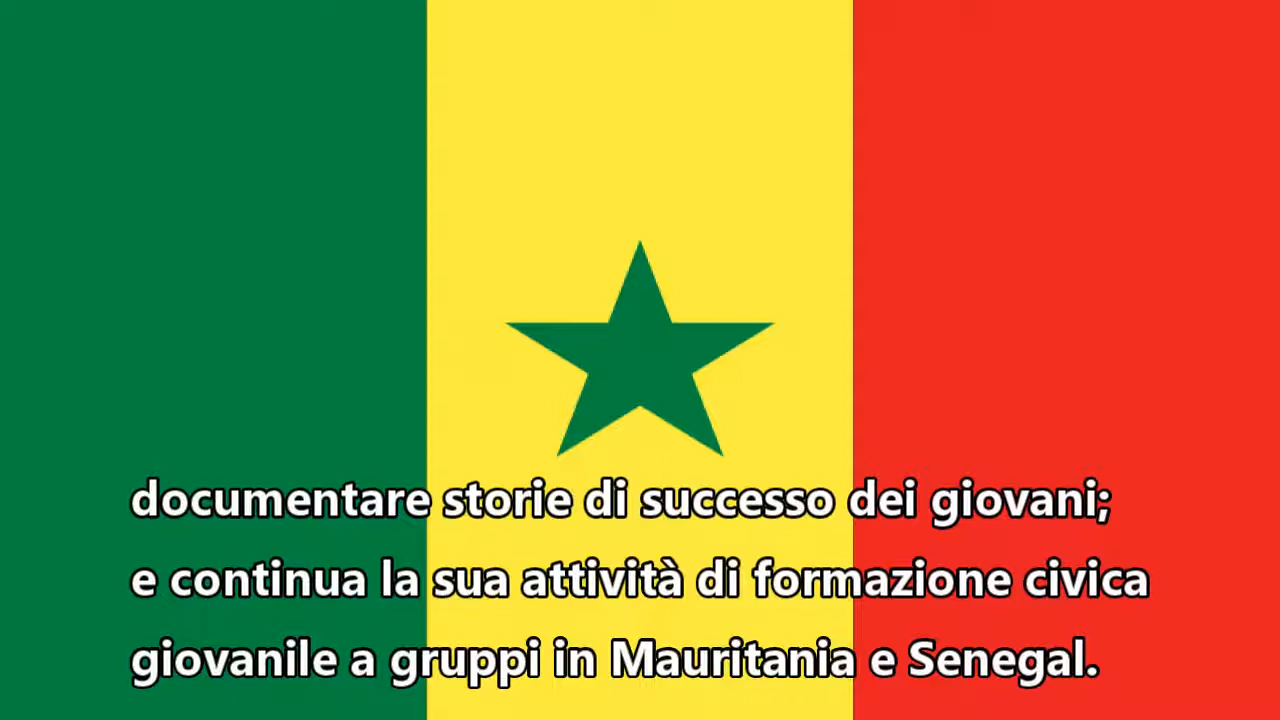 documentare storie di successo dei giovani;
e continua la sua attività di formazione civica
giovanile a gruppi in Mauritania e Senegal.